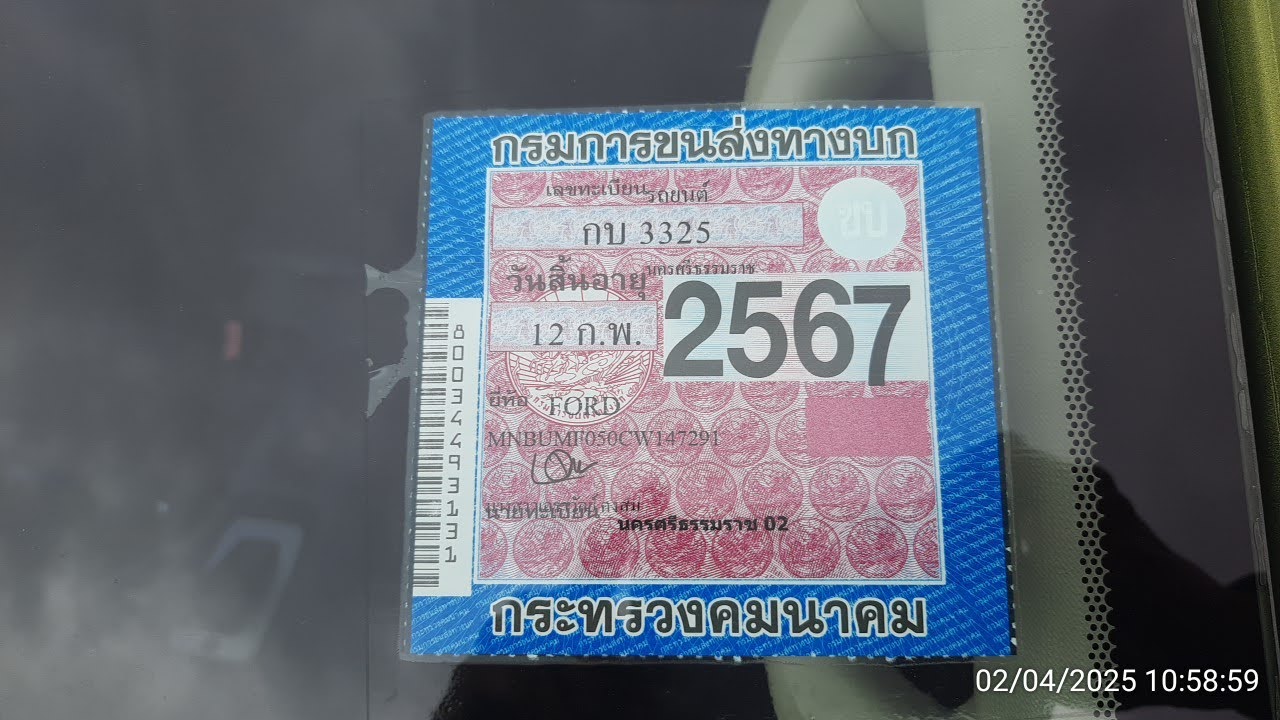 กรมการขนส่งทางบก
เลขทะเบียนรถยนต์
ขป
กบ 3325
วันสิ้นอายุ นครศรีธรรมราช
12 ก.พ. 2567
ยี่ห้อ FORD
MNBUMF050CW147291
นครศรีธรรมราช 02
80034493131
กระทรวงคมนาคม
02/04/2025 10:58:59